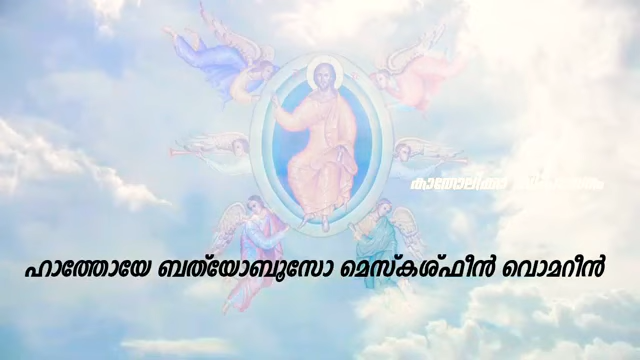 കാതോലിക്കാ
ഹാത്തോയേ ബത്‌യോബൂസോ മെസ്കശ്ഫീൻ വൊമറീൻ